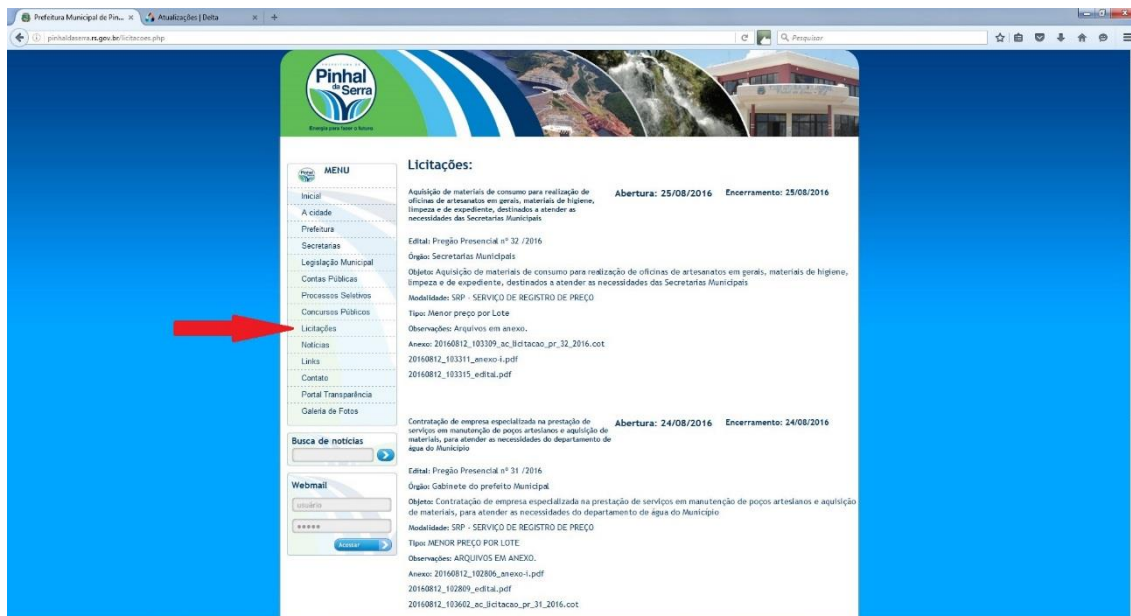 Prefeitura Municipal de Pin...
Atualizações | Delta
pinhaldaserra.rs.gov.br/licitacoes.php
Pesquisar
PREFEITURA DE
Pinhal
da Serra
Energia para fazer o futuro
MENU
Inicial
A cidade
Prefeitura
Secretarias
Legislação Municipal
Contas Públicas
Processos Seletivos
Concursos Públicos
Licitações
Notícias
Links
Contato
Portal Transparência
Galeria de Fotos
Busca de notícias
Webmail
usuário
•••••
Acessar
Licitações:
Aquisição de materiais de consumo para realização de
oficinas de artesanatos em gerais, materiais de higiene,
limpeza e de expediente, destinados a atender as
necessidades das Secretarias Municipais
Abertura: 25/08/2016 Encerramento: 25/08/2016
Edital: Pregão Presencial nº 32 /2016
Órgão: Secretarias Municipais
Objeto: Aquisição de materiais de consumo para realização de oficinas de artesanatos em gerais, materiais de higiene,
limpeza e de expediente, destinados a atender as necessidades das Secretarias Municipais
Modalidade: SRP - SERVIÇO DE REGISTRO DE PREÇO
Tipo: Menor preço por Lote
Observações: Arquivos em anexo.
Anexo: 20160812_103309_ac_licitacao_pr_32_2016.cot
20160812_103311_anexo-i.pdf
20160812_103315_edital.pdf
Contratação de empresa especializada na prestação de
serviços em manutenção de poços artesianos e aquisição de
materiais, para atender as necessidades do departamento de
água do Município
Abertura: 24/08/2016 Encerramento: 24/08/2016
Edital: Pregão Presencial nº 31 /2016
Órgão: Gabinete do prefeito Municipal
Objeto: Contratação de empresa especializada na prestação de serviços em manutenção de poços artesianos e aquisição
de materiais, para atender as necessidades do departamento de água do Município
Modalidade: SRP - SERVIÇO DE REGISTRO DE PREÇO
Tipo: MENOR PREÇO POR LOTE
Observações: ARQUIVOS EM ANEXO.
Anexo: 20160812_102806_anexo-i.pdf
20160812_102809_edital.pdf
20160812_103602_ac_licitacao_pr_31_2016.cot